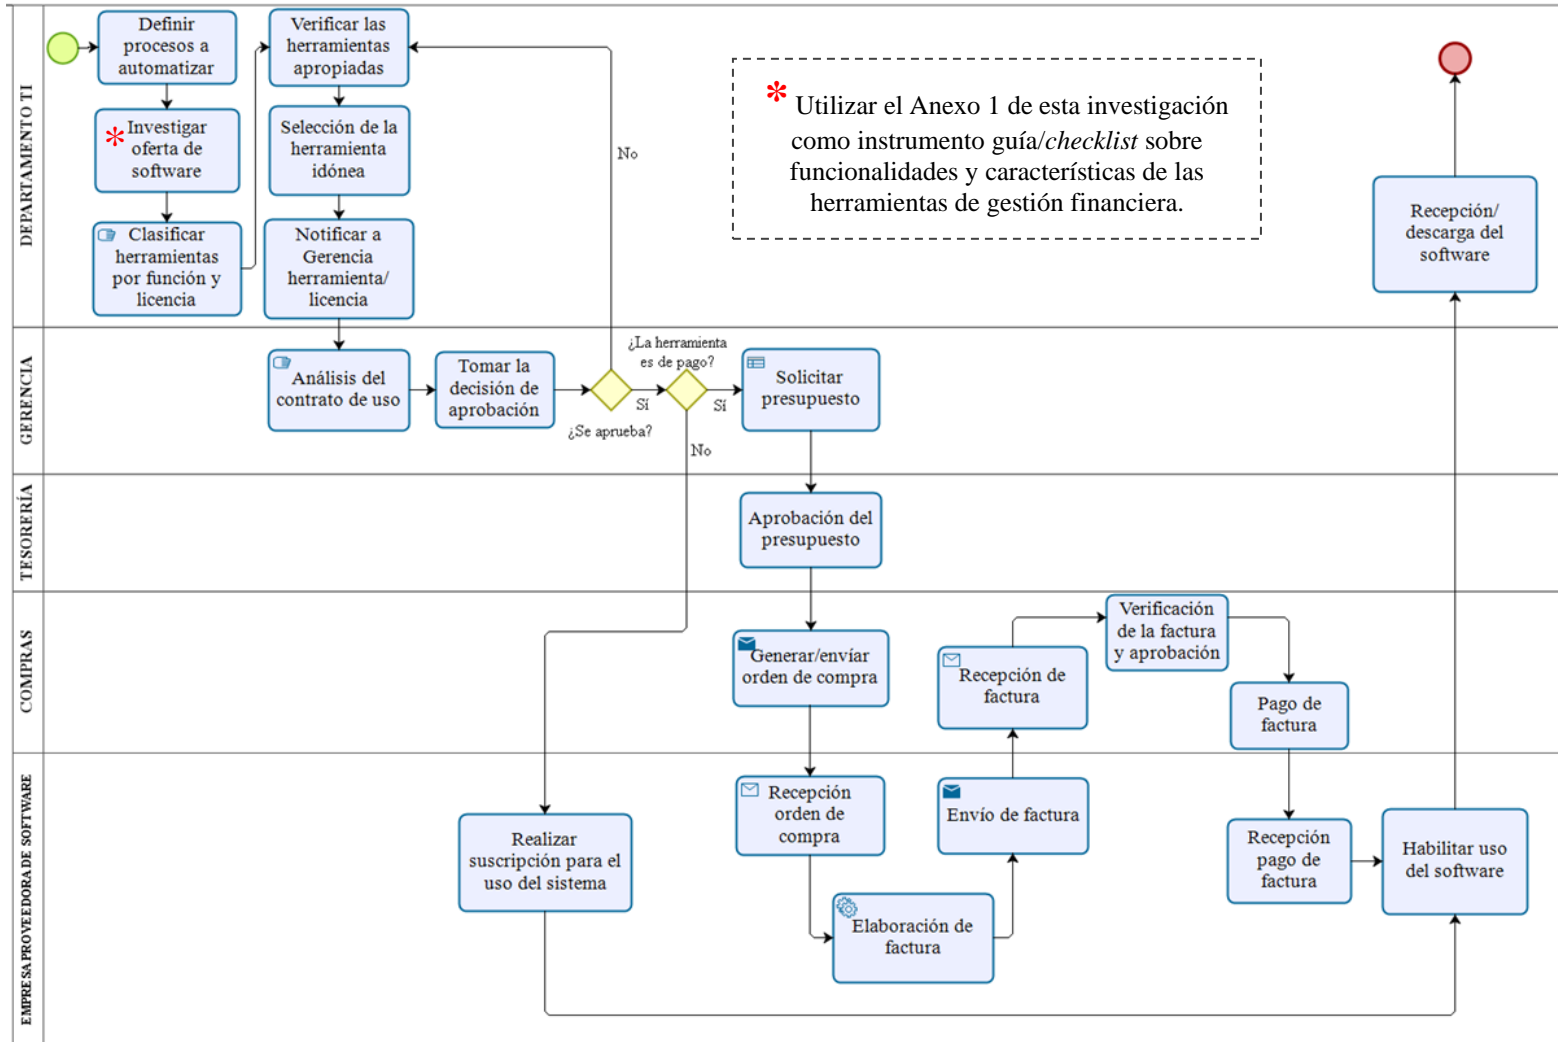 DEPARTAMENTO TI
Definir
procesos a
automatizar
* Investigar
oferta de
software
Clasificar
herramientas
por función y
licencia
Verificar las
herramientas
apropiadas
Selección de la
herramienta
idónea
Notificar a
Gerencia
herramienta/
licencia
No
* Utilizar el Anexo 1 de esta investigación
como instrumento guía/checklist sobre
funcionalidades y características de las
herramientas de gestión financiera.
Recepción/
descarga del
software
GERENCIA
Análisis del
contrato de uso
Tomar la
decisión de
aprobación
¿Se aprueba?
Sí
¿La herramienta
es de pago?
Sí
No
Solicitar
presupuesto
TESORERÍA
Aprobación del
presupuesto
COMPRAS
Generar/envíar
orden de compra
Recepción de
factura
Verificación
de la factura
y aprobación
Pago de
factura
EMPRESA PROVEEDORA DE SOFTWARE
Realizar
suscripción para el
uso del sistema
Recepción
orden de
compra
Elaboración de
factura
Envío de factura
Recepción
pago de
factura
Habilitar uso
del software